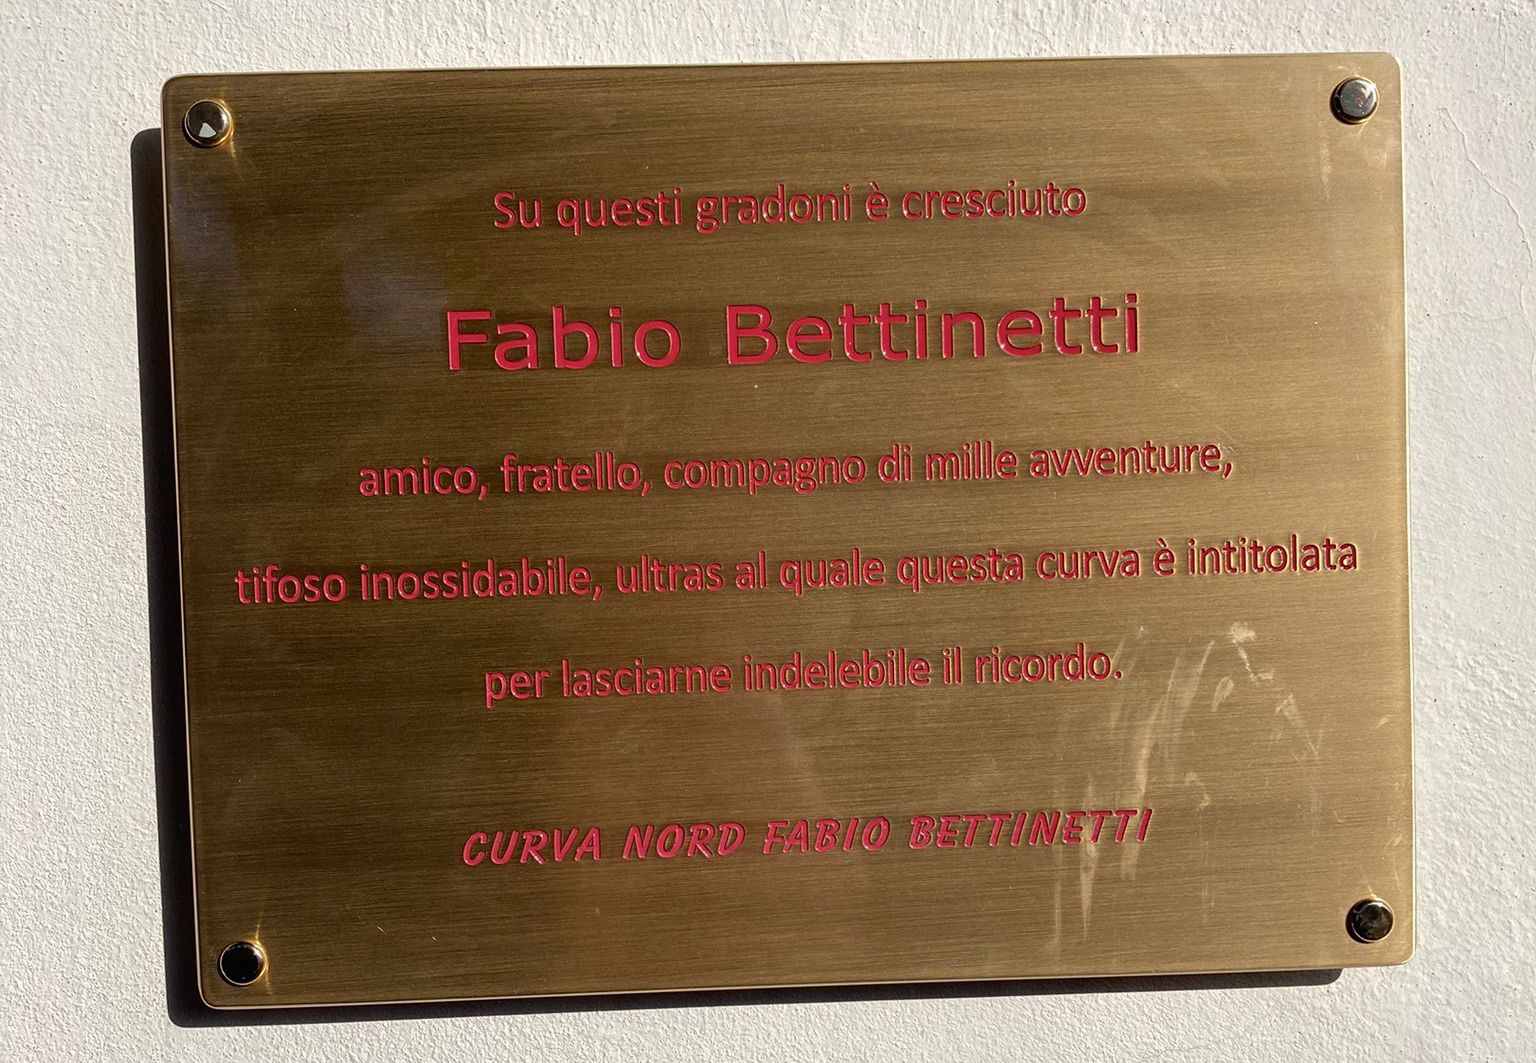 Su questi gradoni è cresciuto
Fabio Bettinetti
amico, fratello, compagno di mille avventure,
tifoso inossidabile, ultras al quale questa curva è intitolata
per lasciarne indelebile il ricordo.
CURVA NORD FABIO BETTINETTI